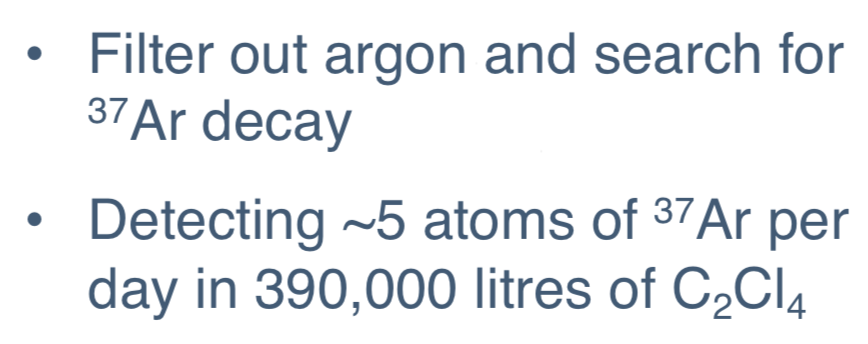 • Filter out argon and search for
³⁷Ar decay
• Detecting ~5 atoms of ³⁷Ar per
day in 390,000 litres of C₂Cl₄